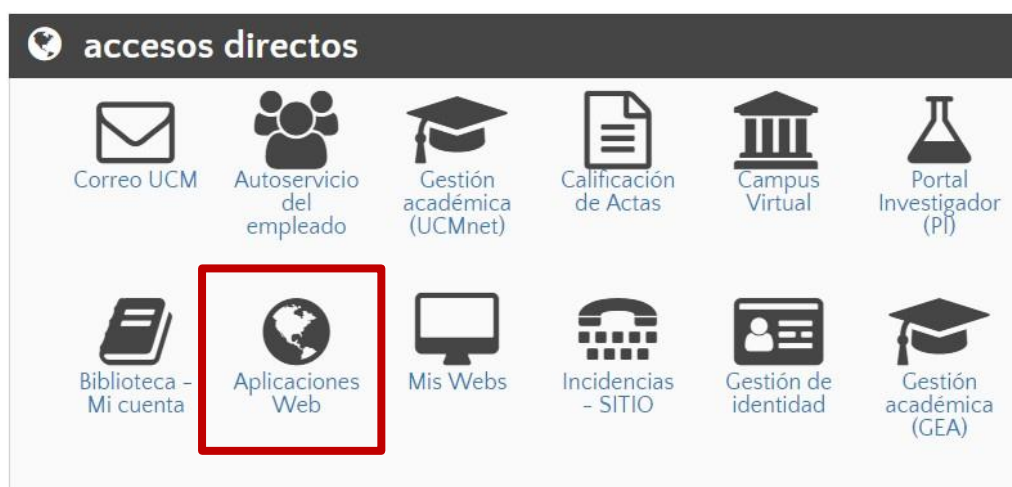 accesos directos
Correo UCM
Autoservicio
del
empleado
Gestión
académica
(UCMnet)
Calificación
de Actas
Campus
Virtual
Portal
Investigador
(PI)
Biblioteca -
Mi cuenta
Aplicaciones
Web
Mis Webs
Incidencias
- SITIO
Gestión de
identidad
Gestión
académica
(GEA)